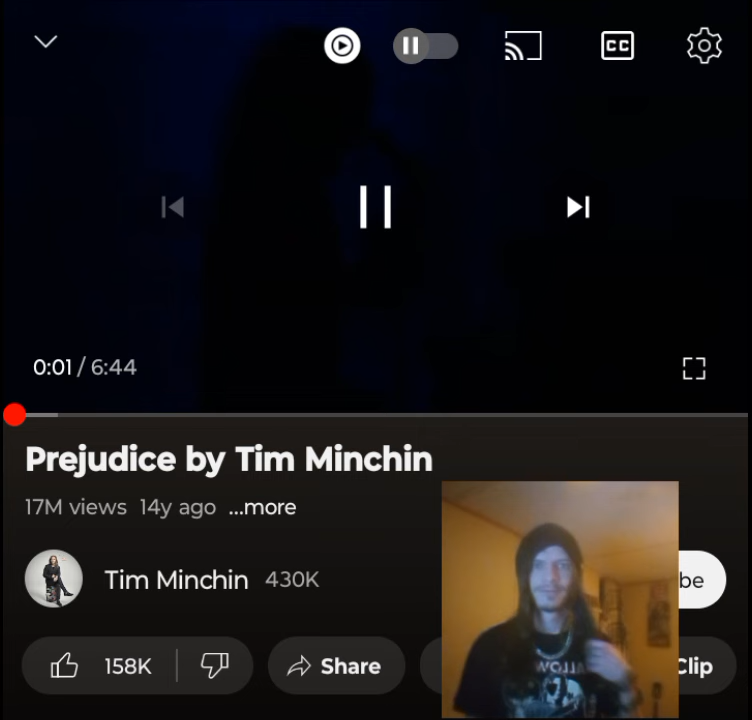 CC
0:01 / 6:44
Prejudice by Tim Minchin
17M views 14y ago ...more
Tim Minchin 430K
be
158K Share Clip